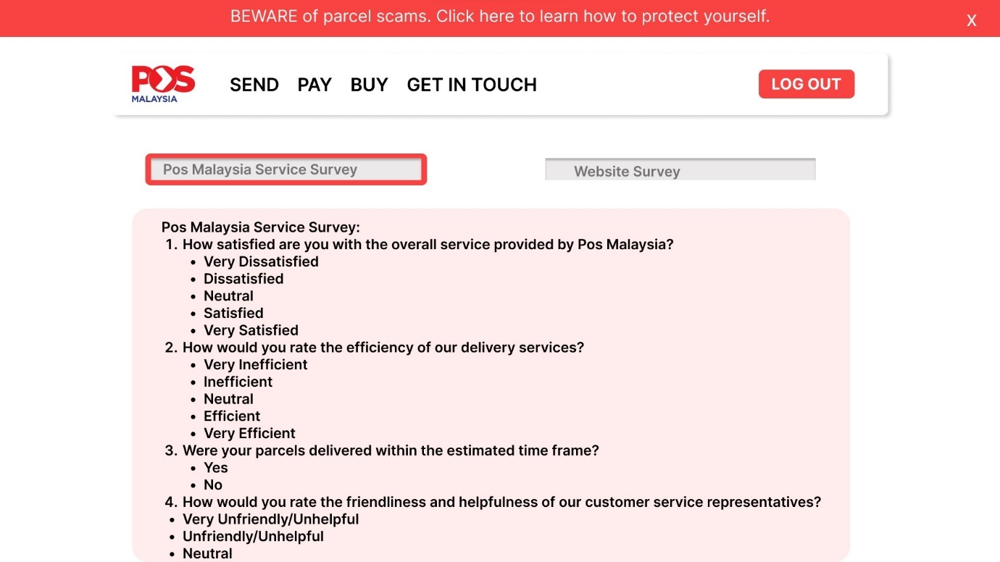 BEWARE of parcel scams. Click here to learn how to protect yourself.
X
POS
MALAYSIA
SEND PAY BUY GET IN TOUCH
LOG OUT
Pos Malaysia Service Survey
Website Survey
Pos Malaysia Service Survey:
1. How satisfied are you with the overall service provided by Pos Malaysia?
• Very Dissatisfied
• Dissatisfied
• Neutral
• Satisfied
• Very Satisfied
2. How would you rate the efficiency of our delivery services?
• Very Inefficient
• Inefficient
• Neutral
• Efficient
• Very Efficient
3. Were your parcels delivered within the estimated time frame?
• Yes
• No
4. How would you rate the friendliness and helpfulness of our customer service representatives?
• Very Unfriendly/Unhelpful
• Unfriendly/Unhelpful
• Neutral